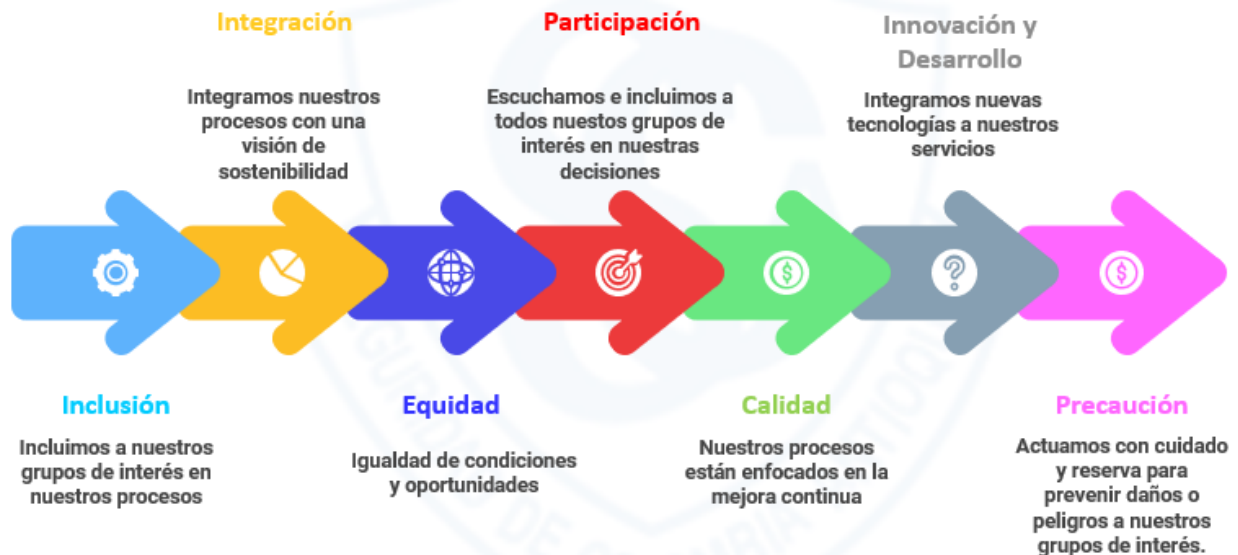 Integración
Integramos nuestros
procesos con una
visión de
sostenibilidad
Participación
Escuchamos e incluimos a
todos nuestos grupos de
interés en nuestras
decisiones
Innovación y
Desarrollo
Integramos nuevas
tecnologías a nuestros
servicios
Inclusión
Incluimos a nuestros
grupos de interés en
nuestros procesos
Equidad
Igualdad de condiciones
y oportunidades
Calidad
Nuestros procesos
están enfocados en la
mejora continua
Precaución
Actuamos con cuidado
y reserva para
prevenir daños o
peligros a nuestros
grupos de interés.